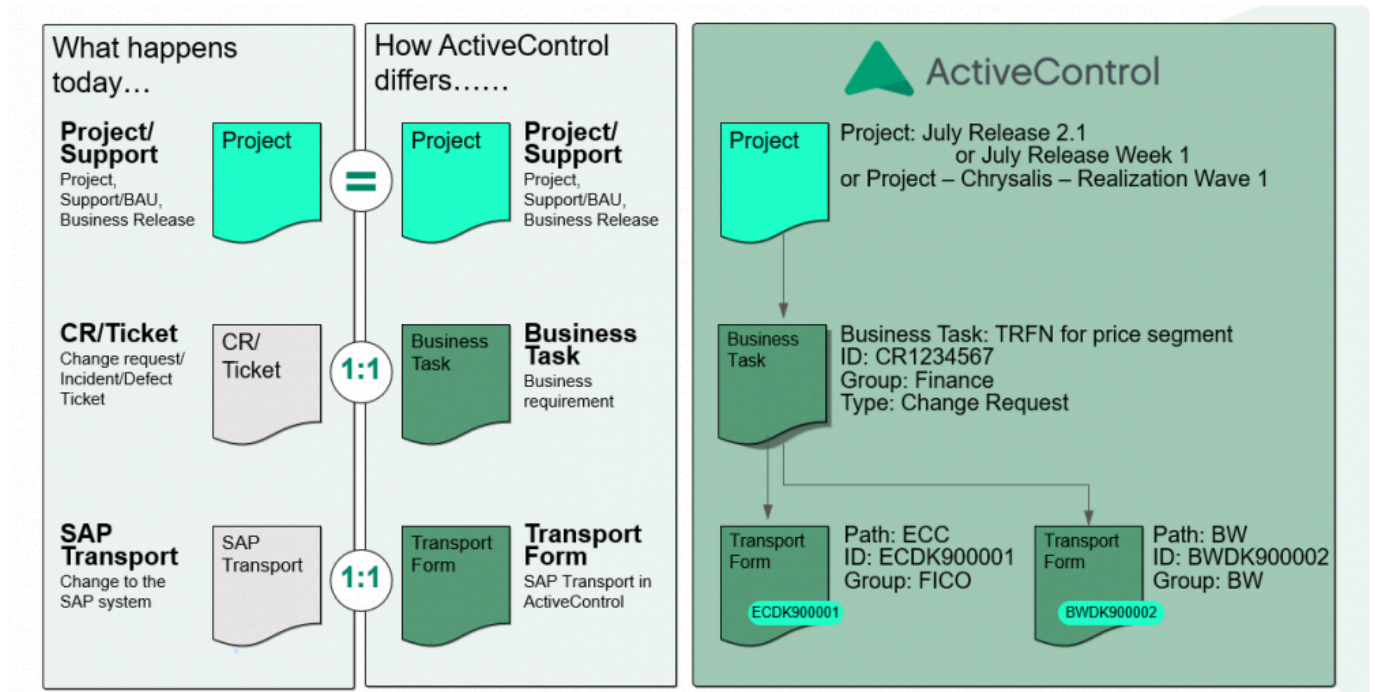 What happens
today…
Project/
Support
Project,
Support/BAU,
Business Release
Project
=
CR/Ticket
Change request/
Incident/Defect
Ticket
CR/
Ticket
1:1
SAP
Transport
Change to the
SAP system
SAP
Transport
1:1
How ActiveControl
differs……
Project
Project/
Support
Project,
Support/BAU,
Business Release
Business
Task
Business
Task
Business
requirement
Transport
Form
Transport
Form
SAP Transport in
ActiveControl
ActiveControl
Project
Project: July Release 2.1
or July Release Week 1
or Project – Chrysalis – Realization Wave 1
Business
Task
Business Task: TRFN for price segment
ID: CR1234567
Group: Finance
Type: Change Request
Transport
Form
ECDK900001
Path: ECC
ID: ECDK900001
Group: FICO
Transport
Form
BWDK900002
Path: BW
ID: BWDK900002
Group: BW